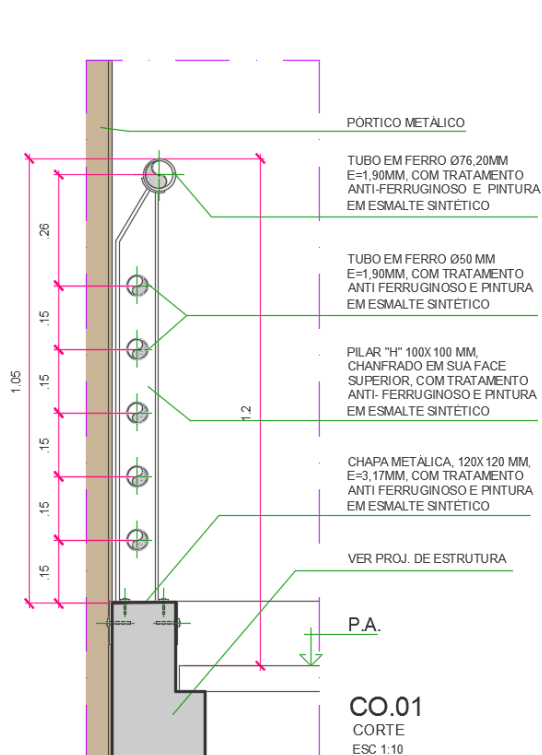 PÓRTICO METÁLICO
TUBO EM FERRO Ø76,20MM
E=1,90MM, COM TRATAMENTO
ANTI-FERRUGINOSO E PINTURA
EM ESMALTE SINTÉTICO
TUBO EM FERRO Ø50 MM
E=1,90MM, COM TRATAMENTO
ANTI FERRUGINOSO E PINTURA
EM ESMALTE SINTÉTICO
PILAR "H" 100X100 MM,
CHANFRADO EM SUA FACE
SUPERIOR, COM TRATAMENTO
ANTI- FERRUGINOSO E PINTURA
EM ESMALTE SINTÉTICO
CHAPA METÁLICA, 120X120 MM,
E=3,17MM, COM TRATAMENTO
ANTI FERRUGINOSO E PINTURA
EM ESMALTE SINTÉTICO
VER PROJ. DE ESTRUTURA
P.A.
1.05
.26
.15
.15
.15
.15
.15
1.2
CO.01
CORTE
ESC 1:10